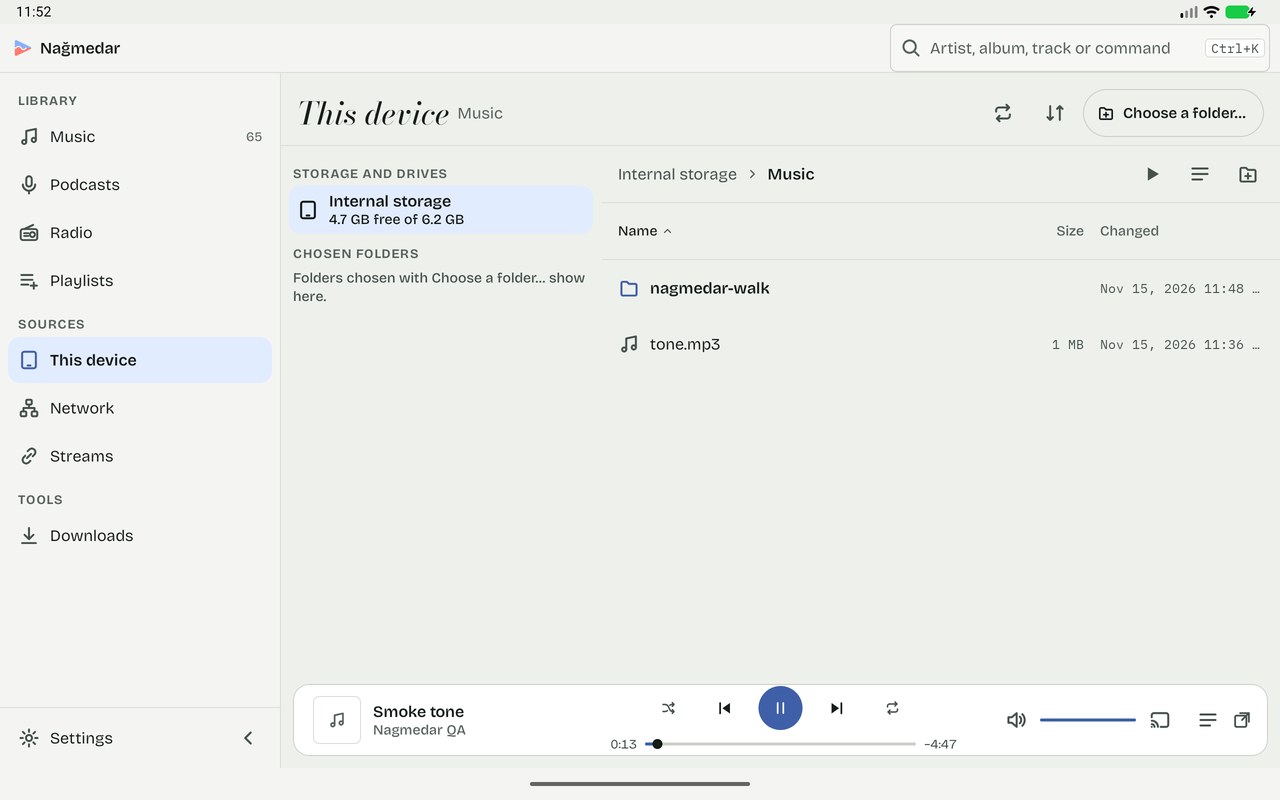 11:52
Nağmedar
Artist, album, track or command
Ctrl+K
LIBRARY
Music
65
Podcasts
Radio
Playlists
SOURCES
This device
Network
Streams
TOOLS
Downloads
Settings
This device
Music
Choose a folder...
STORAGE AND DRIVES
Internal storage
4.7 GB free of 6.2 GB
CHOSEN FOLDERS
Folders chosen with Choose a folder... show
here.
Internal storage > Music
Name
Size
Changed
nagmedar-walk
Nov 15, 2026 11:48 …
tone.mp3
1 MB
Nov 15, 2026 11:36 …
Smoke tone
Nagmedar QA
0:13
-4:47